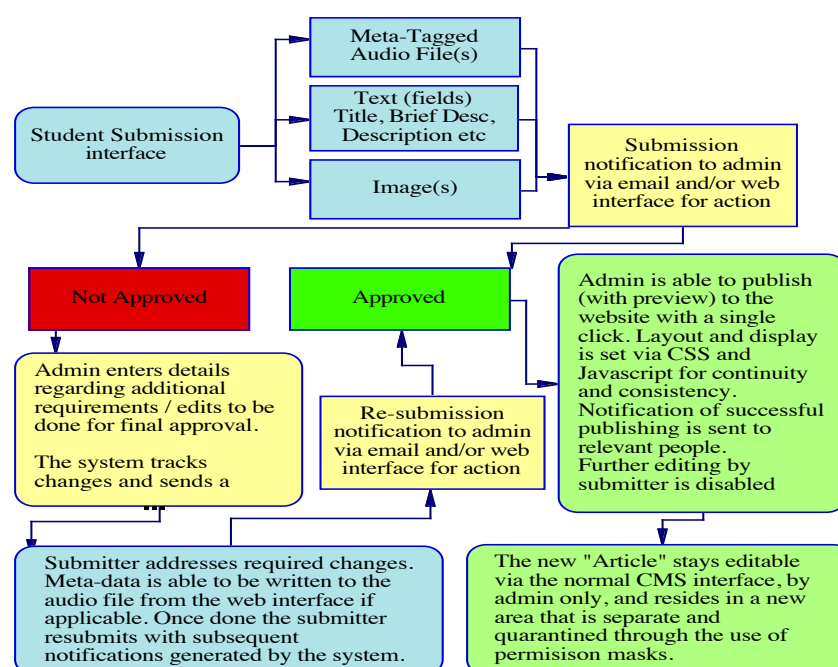 Meta-Tagged
Audio File(s)
Text (fields)
Title, Brief Desc,
Description etc
Student Submission
interface
Image(s)
Submission
notification to admin
via email and/or web
interface for action
Not Approved
Approved
Admin is able to publish
(with preview) to the
website with a single
click. Layout and display
is set via CSS and
Javascript for continuity
and consistency.
Notification of successful
publishing is sent to
relevant people.
Further editing by
submitter is disabled
Admin enters details
regarding additional
requirements / edits to be
done for final approval.
The system tracks
changes and sends a
Re-submission
notification to admin
via email and/or web
interface for action
Submitter addresses required changes.
Meta-data is able to be written to the
audio file from the web interface if
applicable. Once done the submitter
resubmits with subsequent
notifications generated by the system.
The new "Article" stays editable
via the normal CMS interface, by
admin only, and resides in a new
area that is separate and
quarantined through the use of
permisison masks.